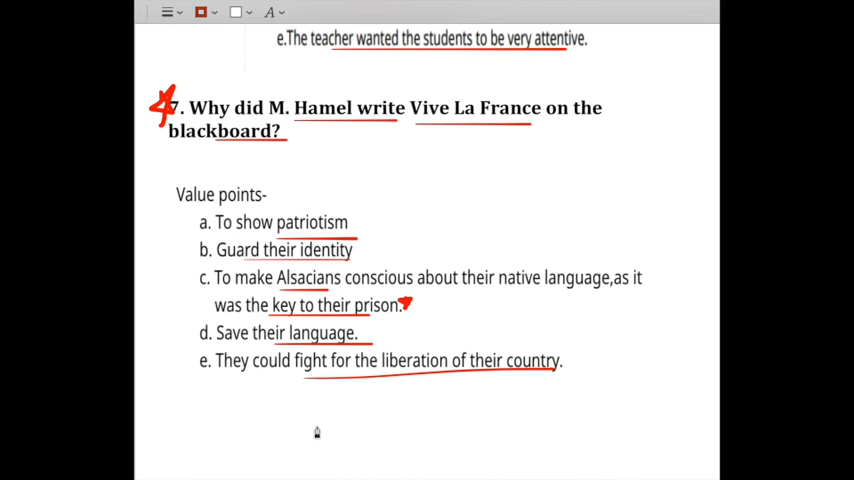 A
e.The teacher wanted the students to be very attentive.
7. Why did M. Hamel write Vive La France on the
blackboard?
Value points-
a. To show patriotism
b. Guard their identity
c. To make Alsacians conscious about their native language,as it
was the key to their prison.
d. Save their language.
e. They could fight for the liberation of their country.